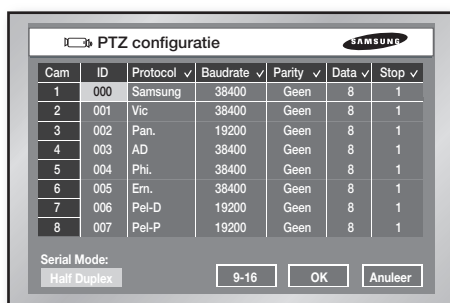 PTZ configuratie SAMSUNG
Cam ID Protocol ✓ Baudrate ✓ Parity ✓ Data ✓ Stop ✓
1 000 Samsung 38400 Geen 8 1
2 001 Vic 38400 Geen 8 1
3 002 Pan. 19200 Geen 8 1
4 003 AD 38400 Geen 8 1
5 004 Phi. 38400 Geen 8 1
6 005 Ern. 38400 Geen 8 1
7 006 Pel-D 19200 Geen 8 1
8 007 Pel-P 19200 Geen 8 1
Serial Mode:
Half Duplex 9-16 OK Anuleer